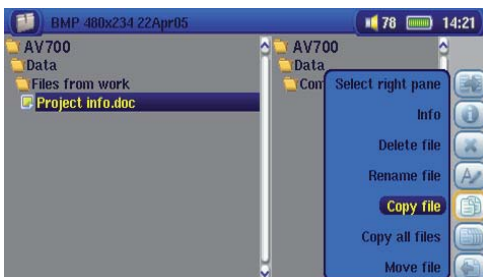 BMP 480x234 22Apr05
78
14:21
AV700
Data
Files from work
Project info.doc
AV700
Data
Com
Select right pane
Info
Delete file
Rename file
Copy file
Copy all files
Move file